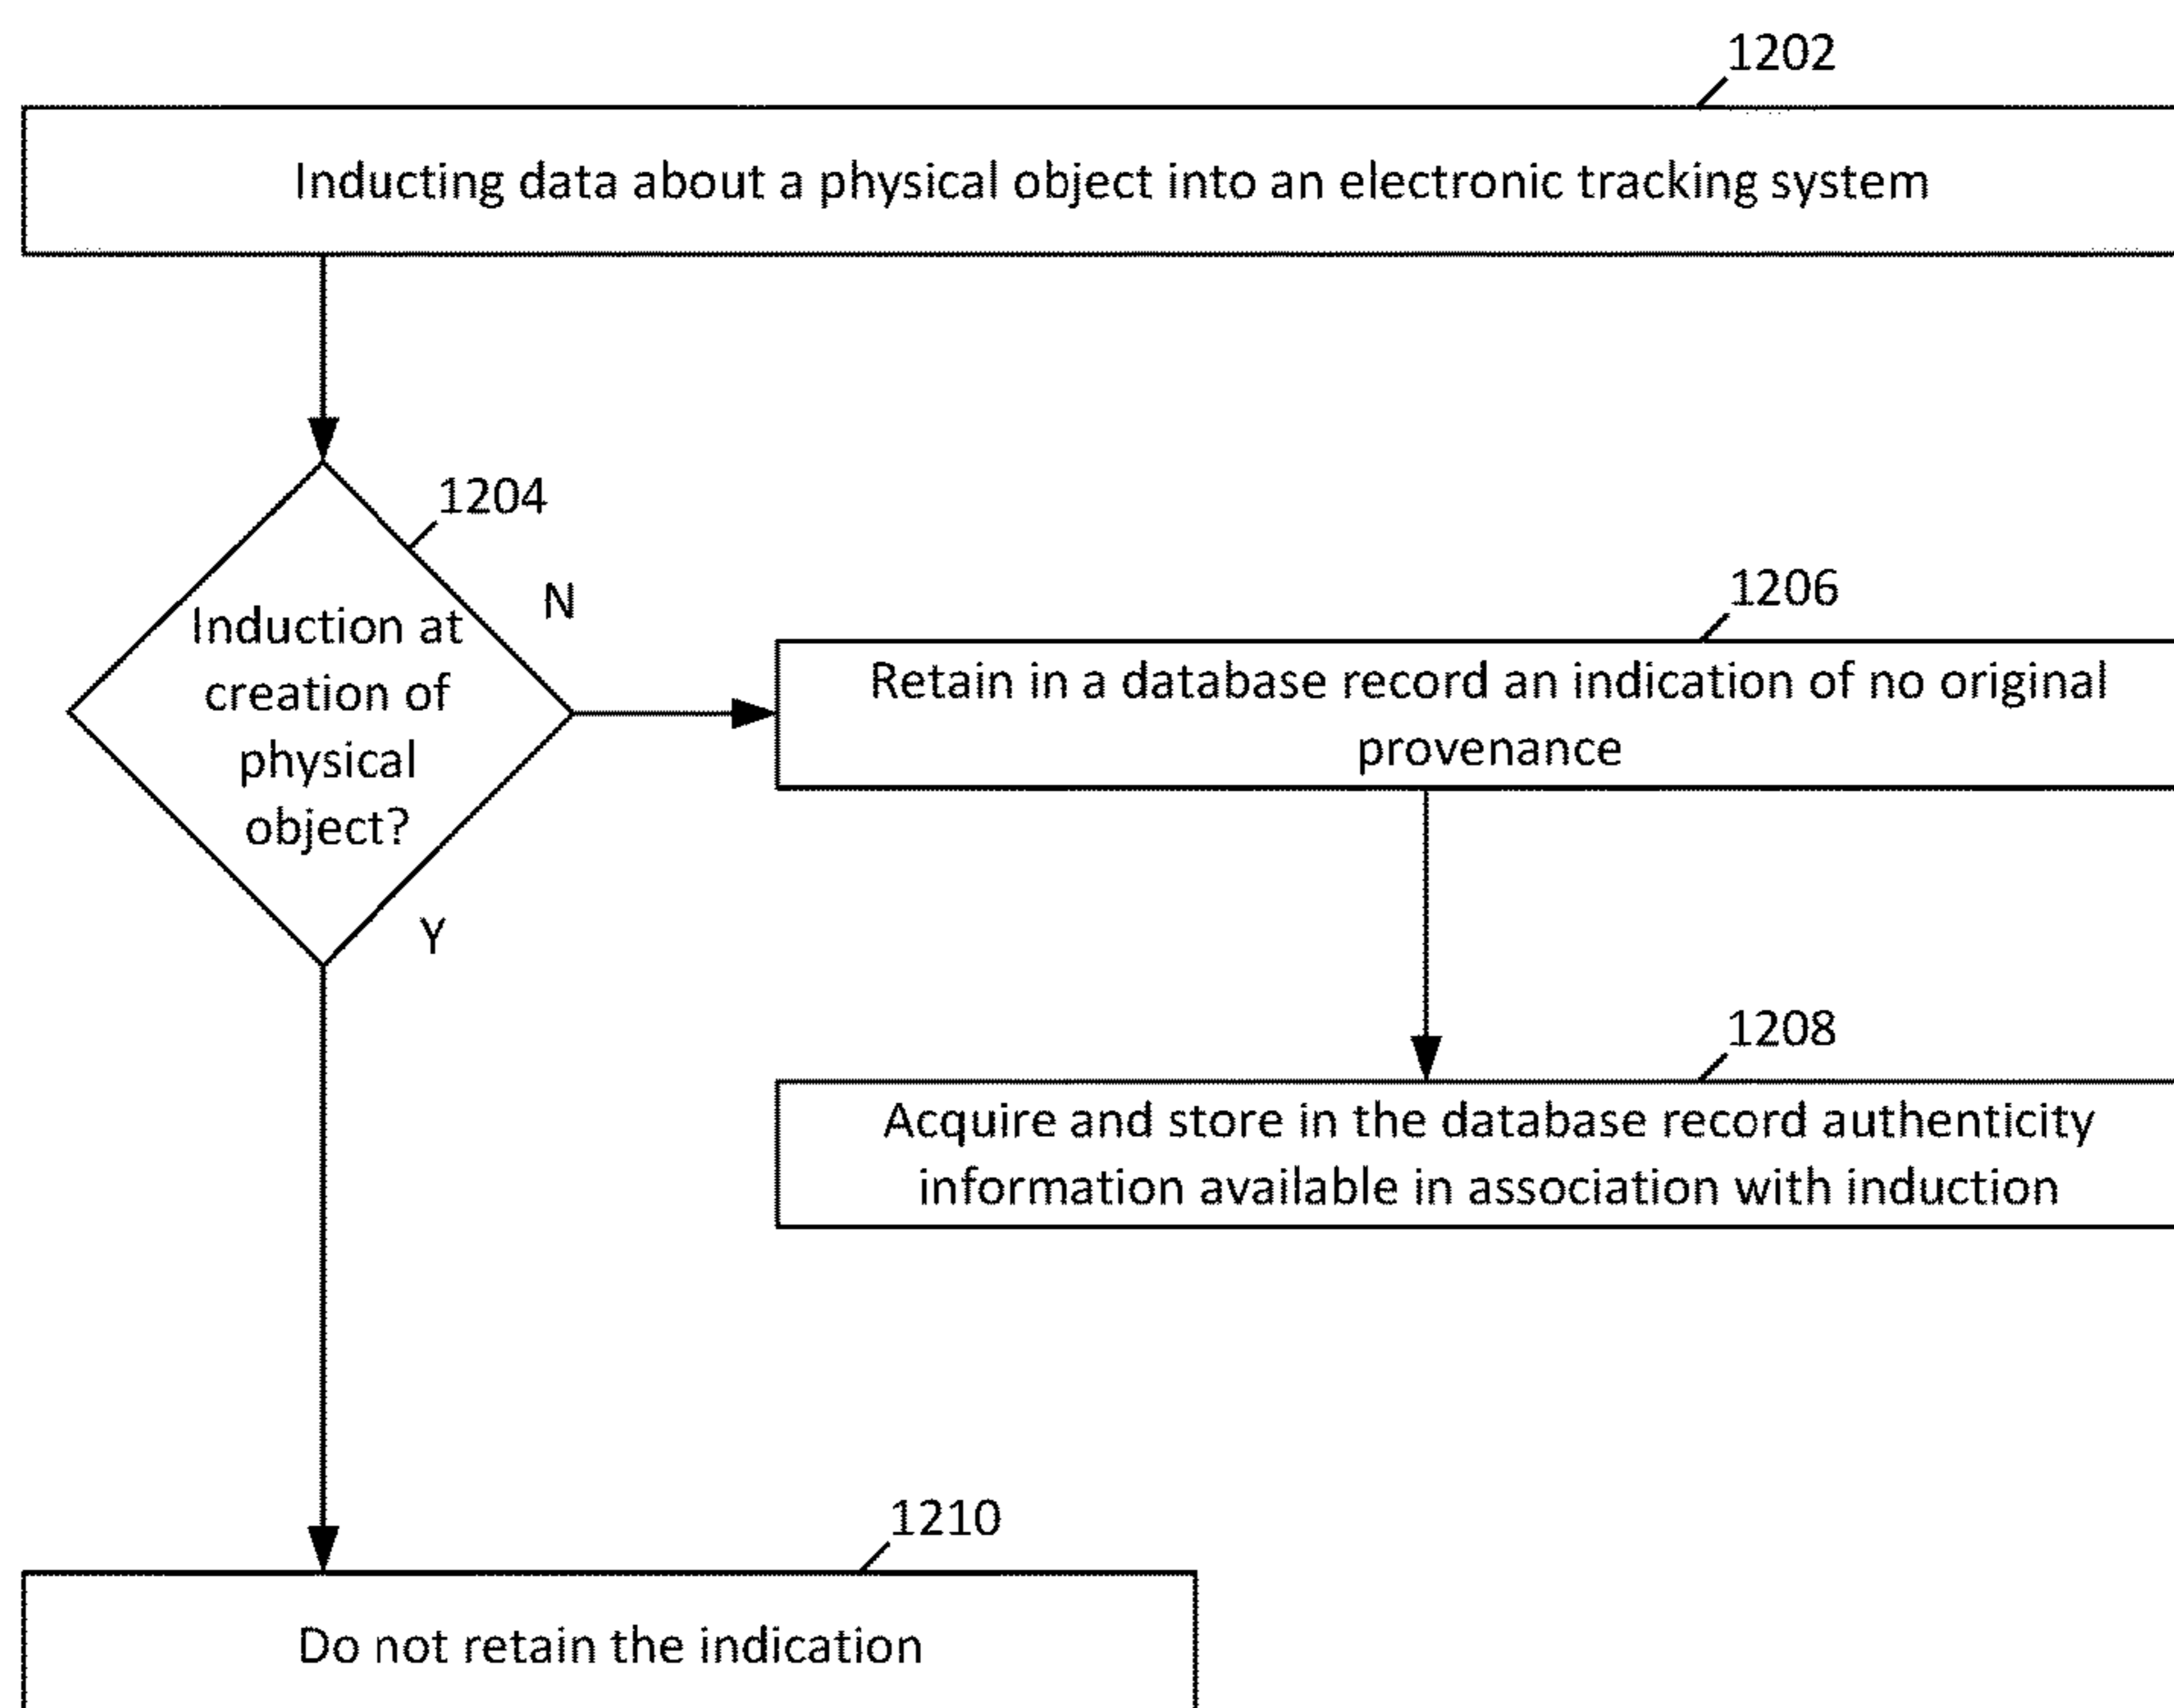 1202
Inducting data about a physical object into an electronic tracking system
1204
N
Induction at
creation of
physical
object?
Y
1206
Retain in a database record an indication of no original
provenance
1208
Acquire and store in the database record authenticity
information available in association with induction
1210
Do not retain the indication